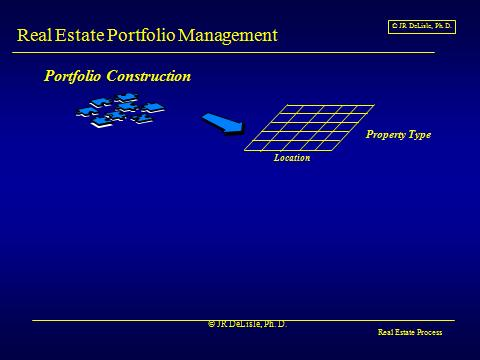 © JR DeLisle, Ph. D.
Real Estate Portfolio Management
Portfolio Construction
Property Type
Location
© JR DeLisle, Ph. D.
Real Estate Process